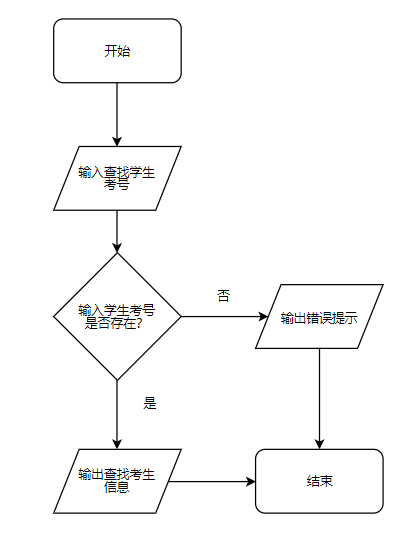 开始
输入查找学生
考号
输入学生考号
是否存在?
否
输出错误提示
是
输出查找考生
信息
结束